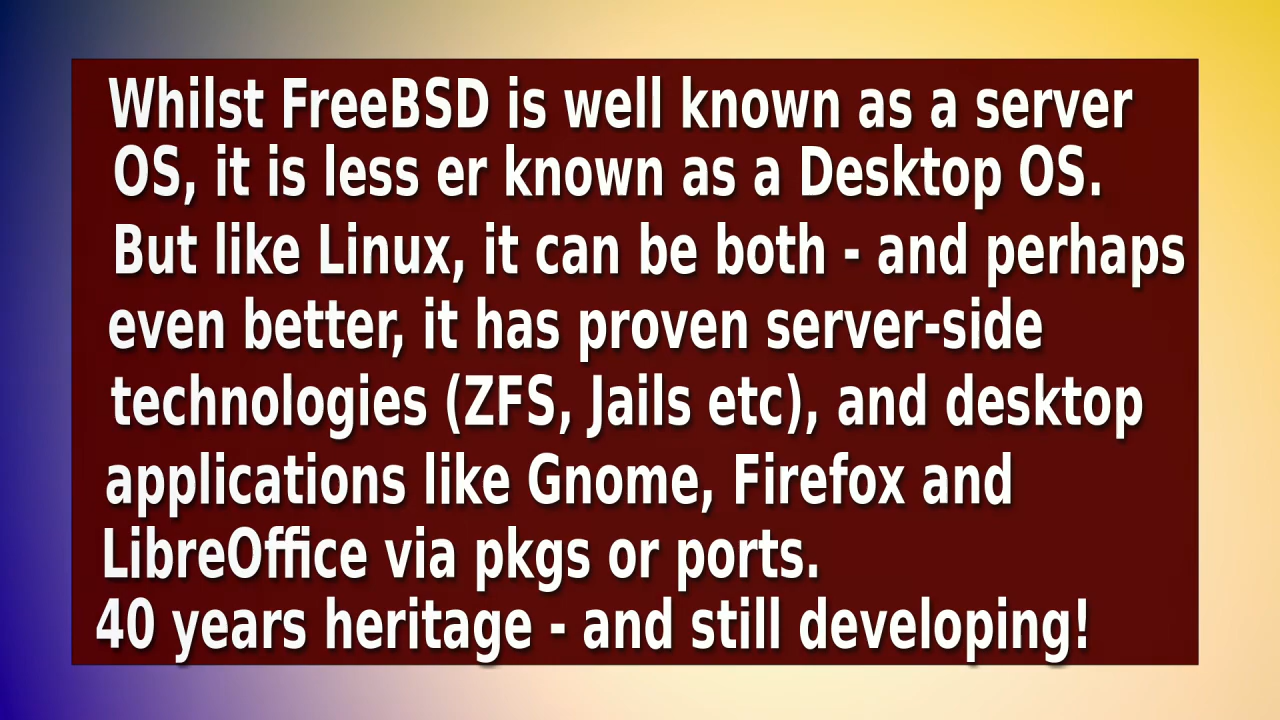 Whilst FreeBSD is well known as a server
OS, it is less er known as a Desktop OS.
But like Linux, it can be both - and perhaps
even better, it has proven server-side
technologies (ZFS, Jails etc), and desktop
applications like Gnome, Firefox and
LibreOffice via pkgs or ports.
40 years heritage - and still developing!